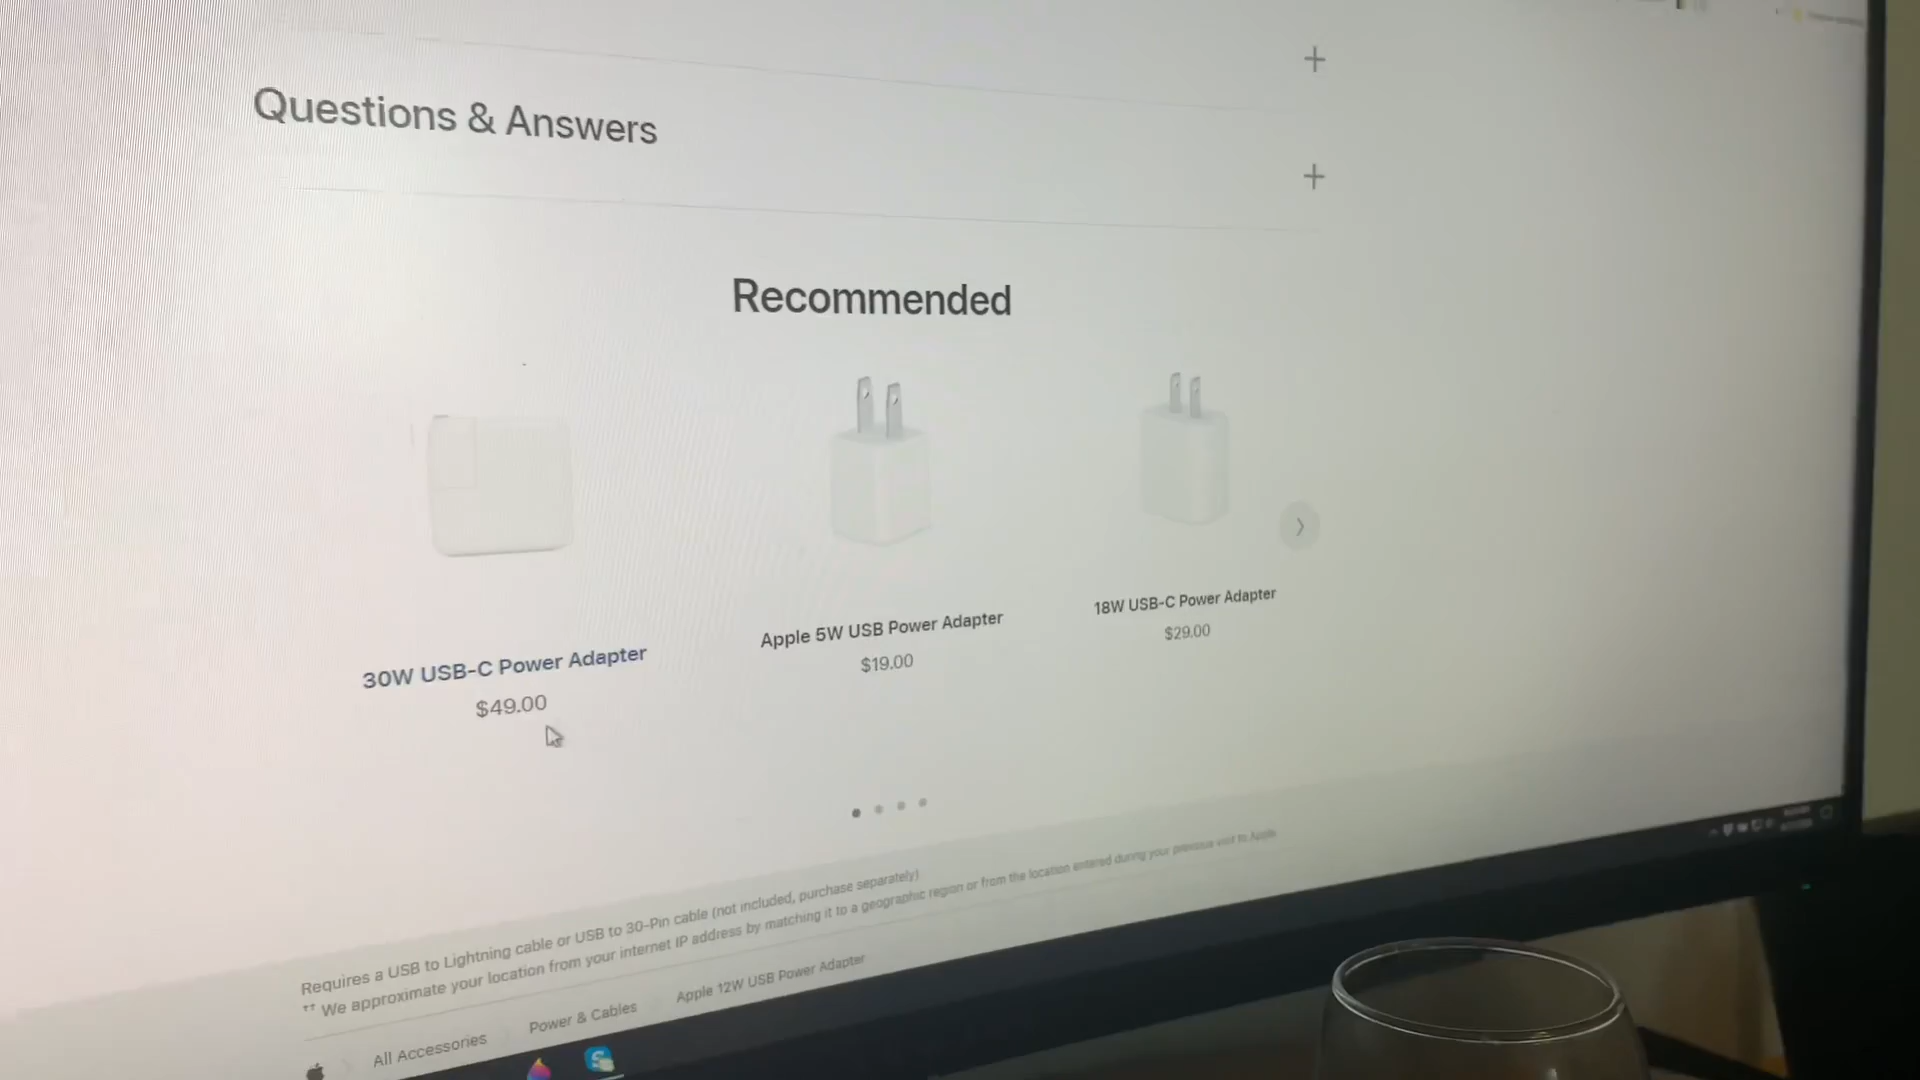 Questions & Answers
Recommended
30W USB-C Power Adapter
$49.00
Apple 5W USB Power Adapter
$19.00
18W USB-C Power Adapter
$29.00
Requires a USB to Lightning cable or USB to 30-Pin cable (not included, purchase separately)
†† We approximate your location from your internet IP address by matching it to a geographic region or from the location entered during your previous visit to Apple
All Accessories
Power & Cables
Apple 12W USB Power Adapter